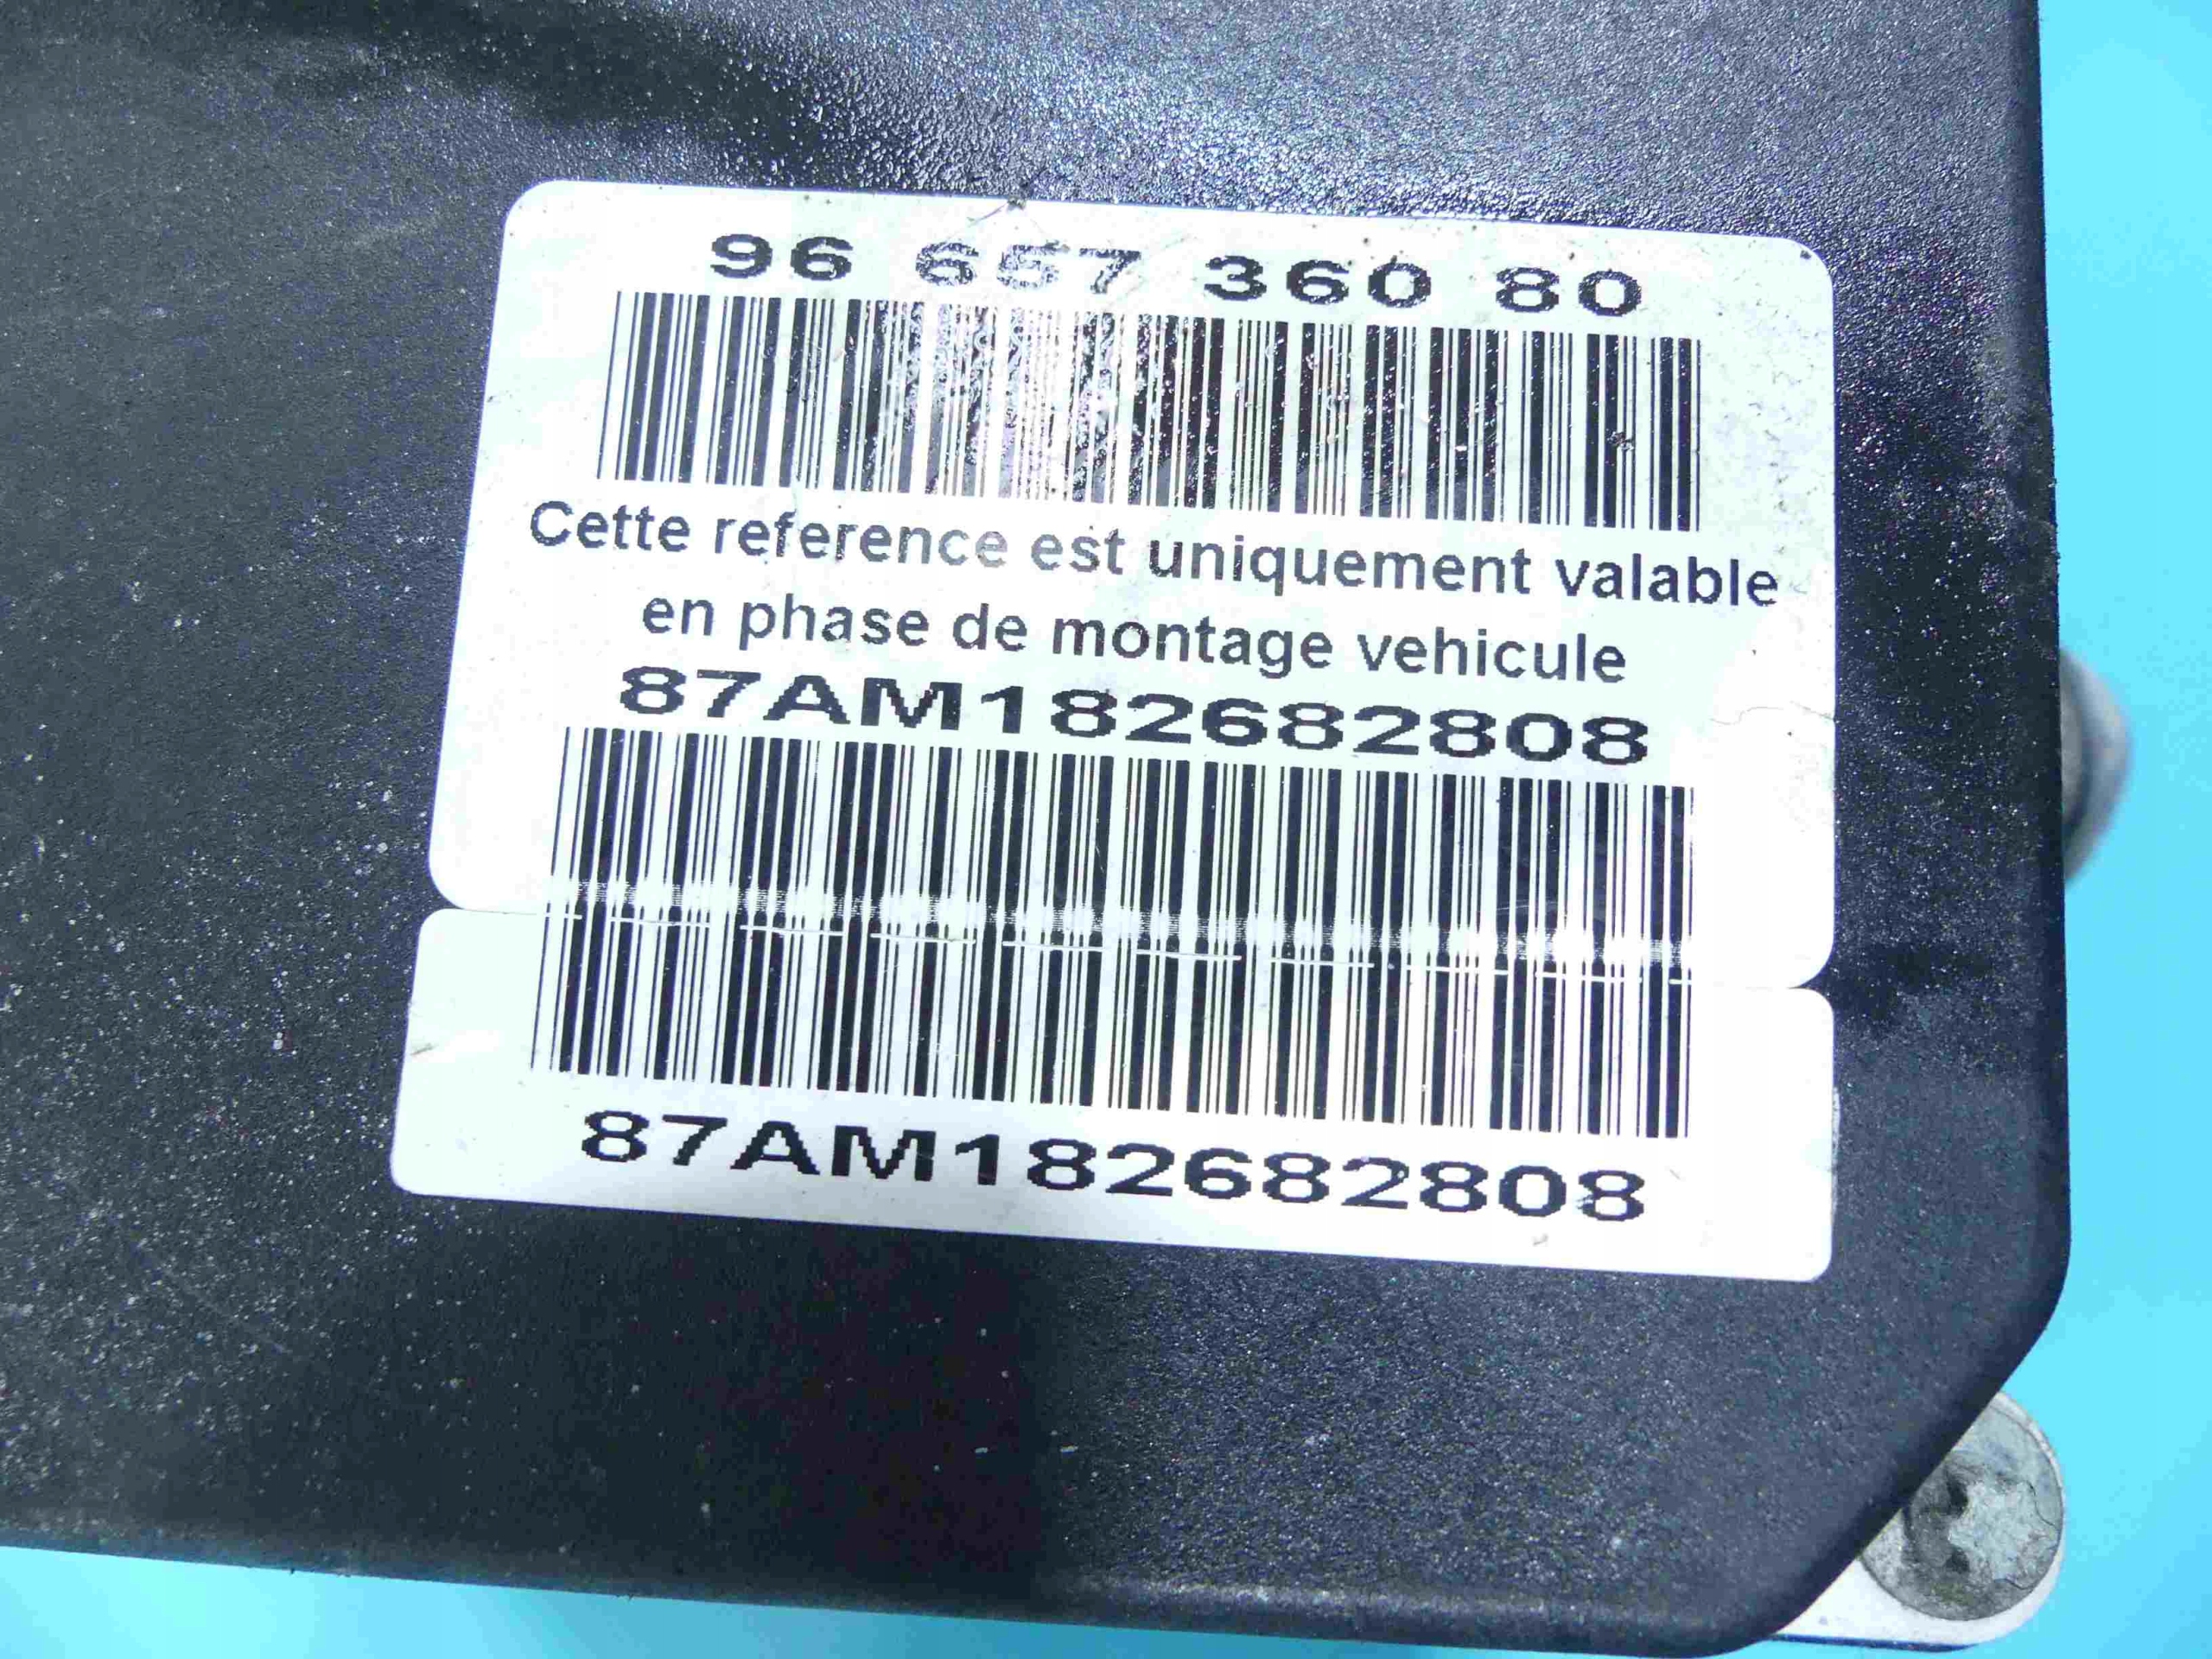 96 657 360 80
Cette reference est uniquement valable
en phase de montage vehicule
87AM182682808
87AM182682808